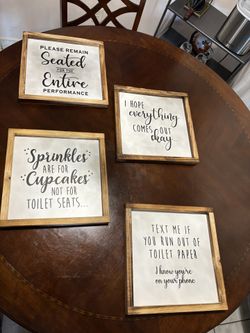 PLEASE REMAIN
Seated
FOR THE
Entire
PERFORMANCE
I HOPE
everything
COMES OUT
okay
Sprinkles
ARE FOR
Cupcakes
NOT FOR
TOILET SEATS...
TEXT ME IF
YOU RUN OUT OF
TOILET PAPER
I know you're
on your phone